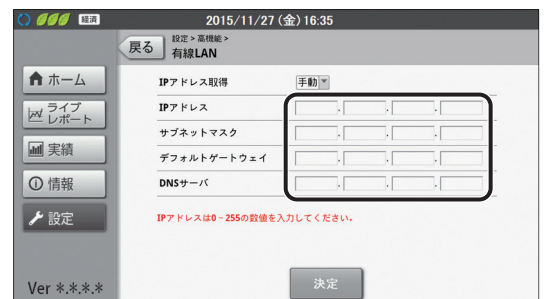 経済
2015/11/27 (金) 16:35
戻る
設定 > 高機能 >
有線LAN
ホーム
ライブ
レポート
実績
情報
設定
Ver *.*.*.*
IPアドレス取得
手動
IPアドレス
. . .
サブネットマスク
. . .
デフォルトゲートウェイ
. . .
DNSサーバ
. . .
IPアドレスは0~255の数値を入力してください。
決定